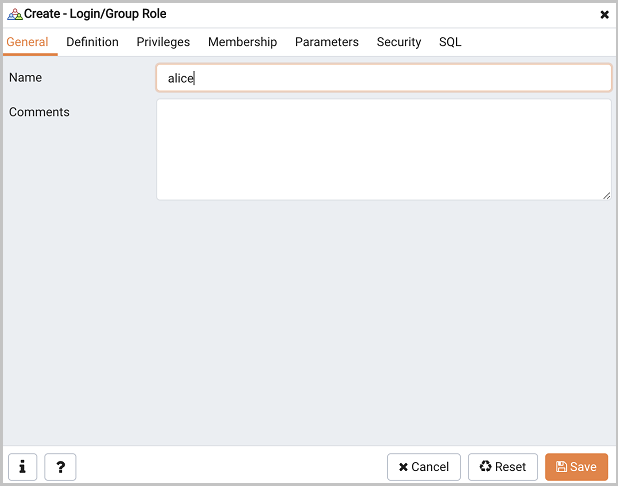 Create - Login/Group Role
General Definition Privileges Membership Parameters Security SQL
Name alice
Comments
i ? Cancel Reset Save